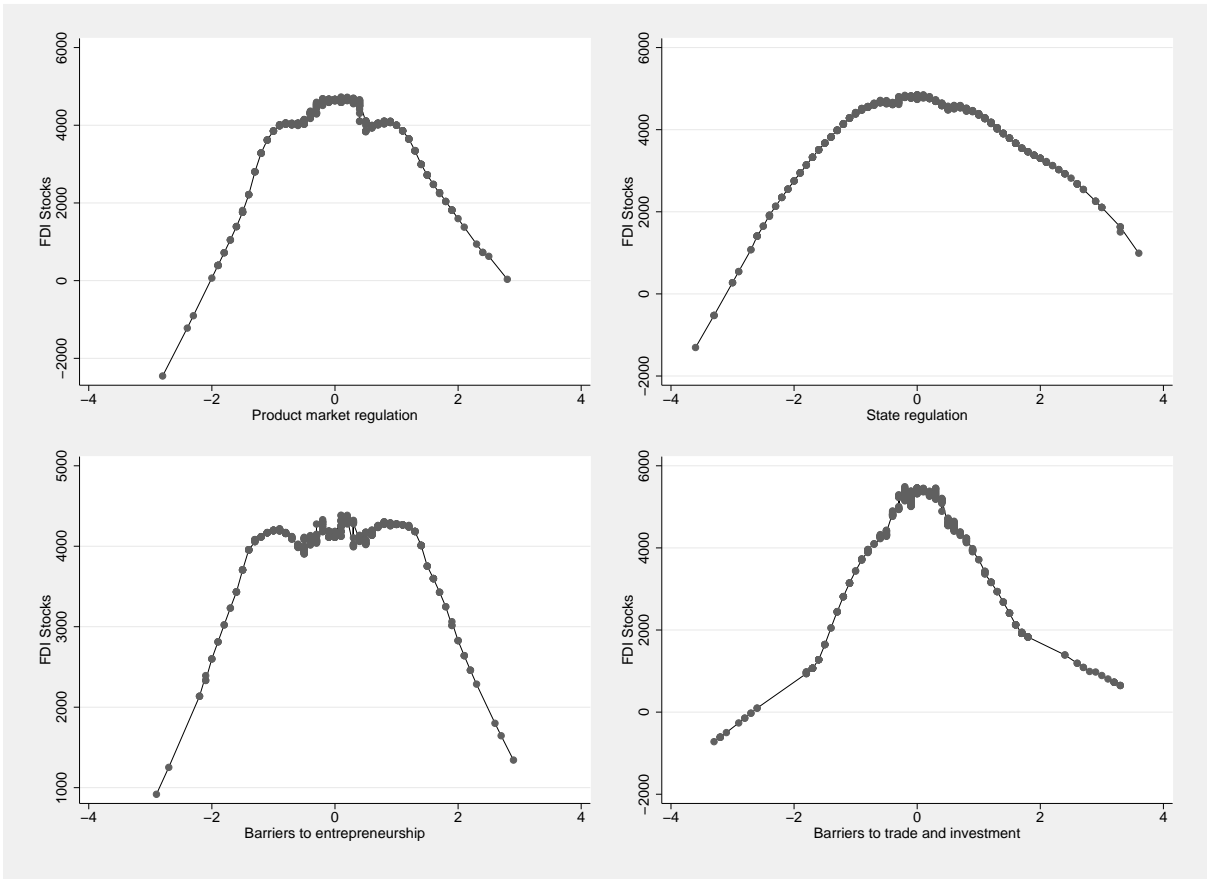 6000
4000
2000
0
−2000
FDI Stocks
−4 −2 0 2 4
Product market regulation
6000
4000
2000
0
−2000
FDI Stocks
−4 −2 0 2 4
State regulation
5000
4000
3000
2000
1000
FDI Stocks
−4 −2 0 2 4
Barriers to entrepreneurship
6000
4000
2000
0
−2000
FDI Stocks
−4 −2 0 2 4
Barriers to trade and investment